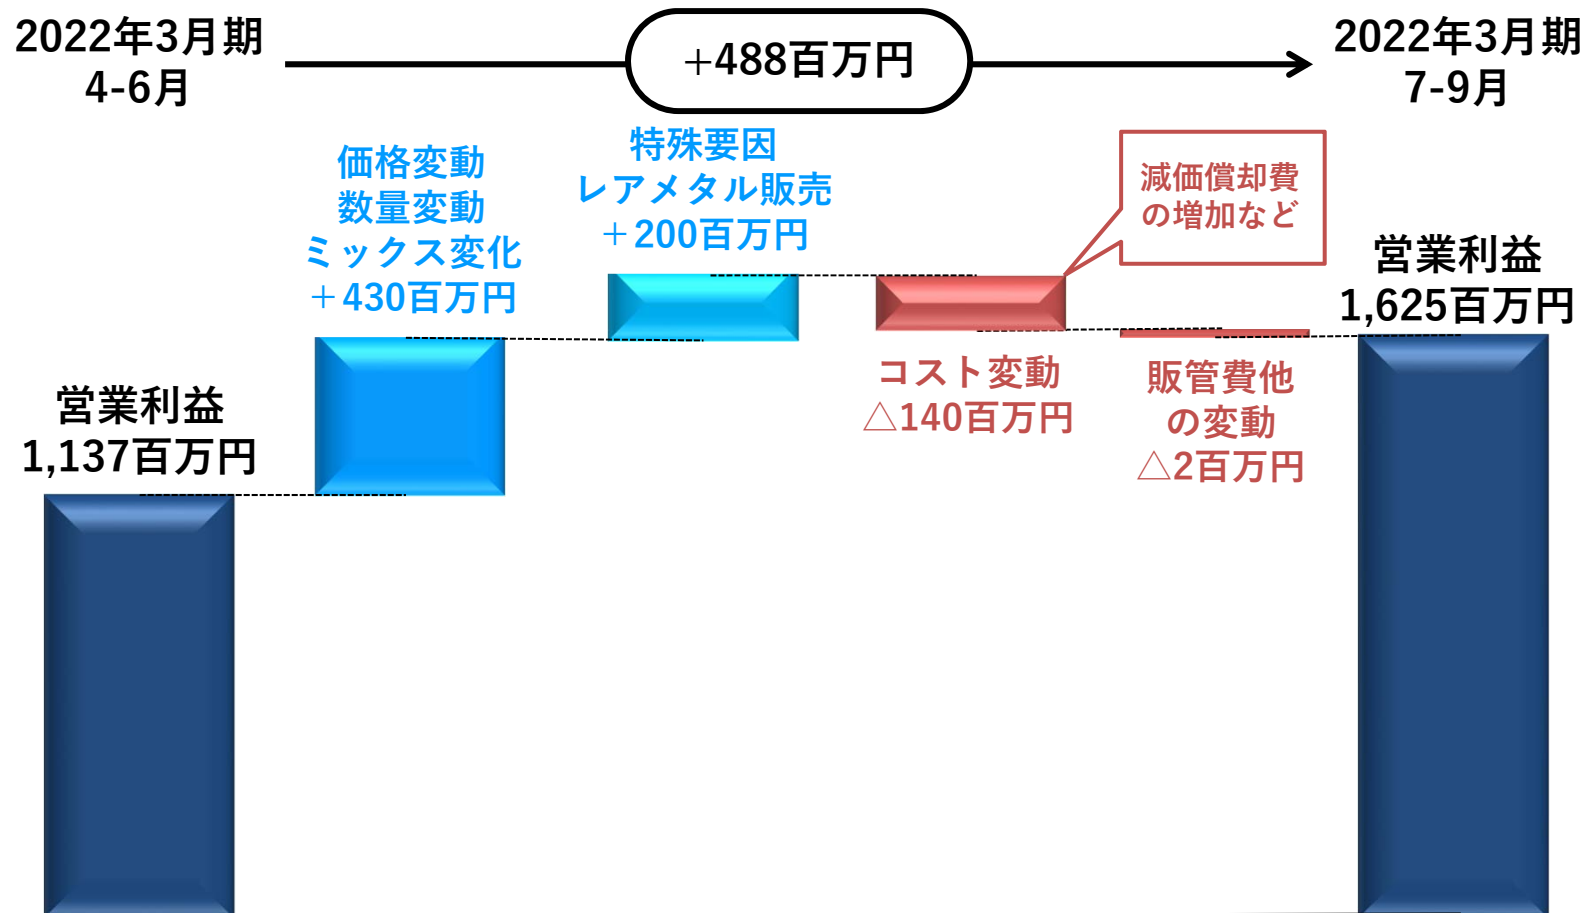 2022年3月期
4-6月
+488百万円
2022年3月期
7-9月
価格変動
数量変動
ミックス変化
+430百万円
特殊要因
レアメタル販売
+200百万円
減価償却費
の増加など
営業利益
1,625百万円
コスト変動
△140百万円
販管費他
の変動
△2百万円
営業利益
1,137百万円